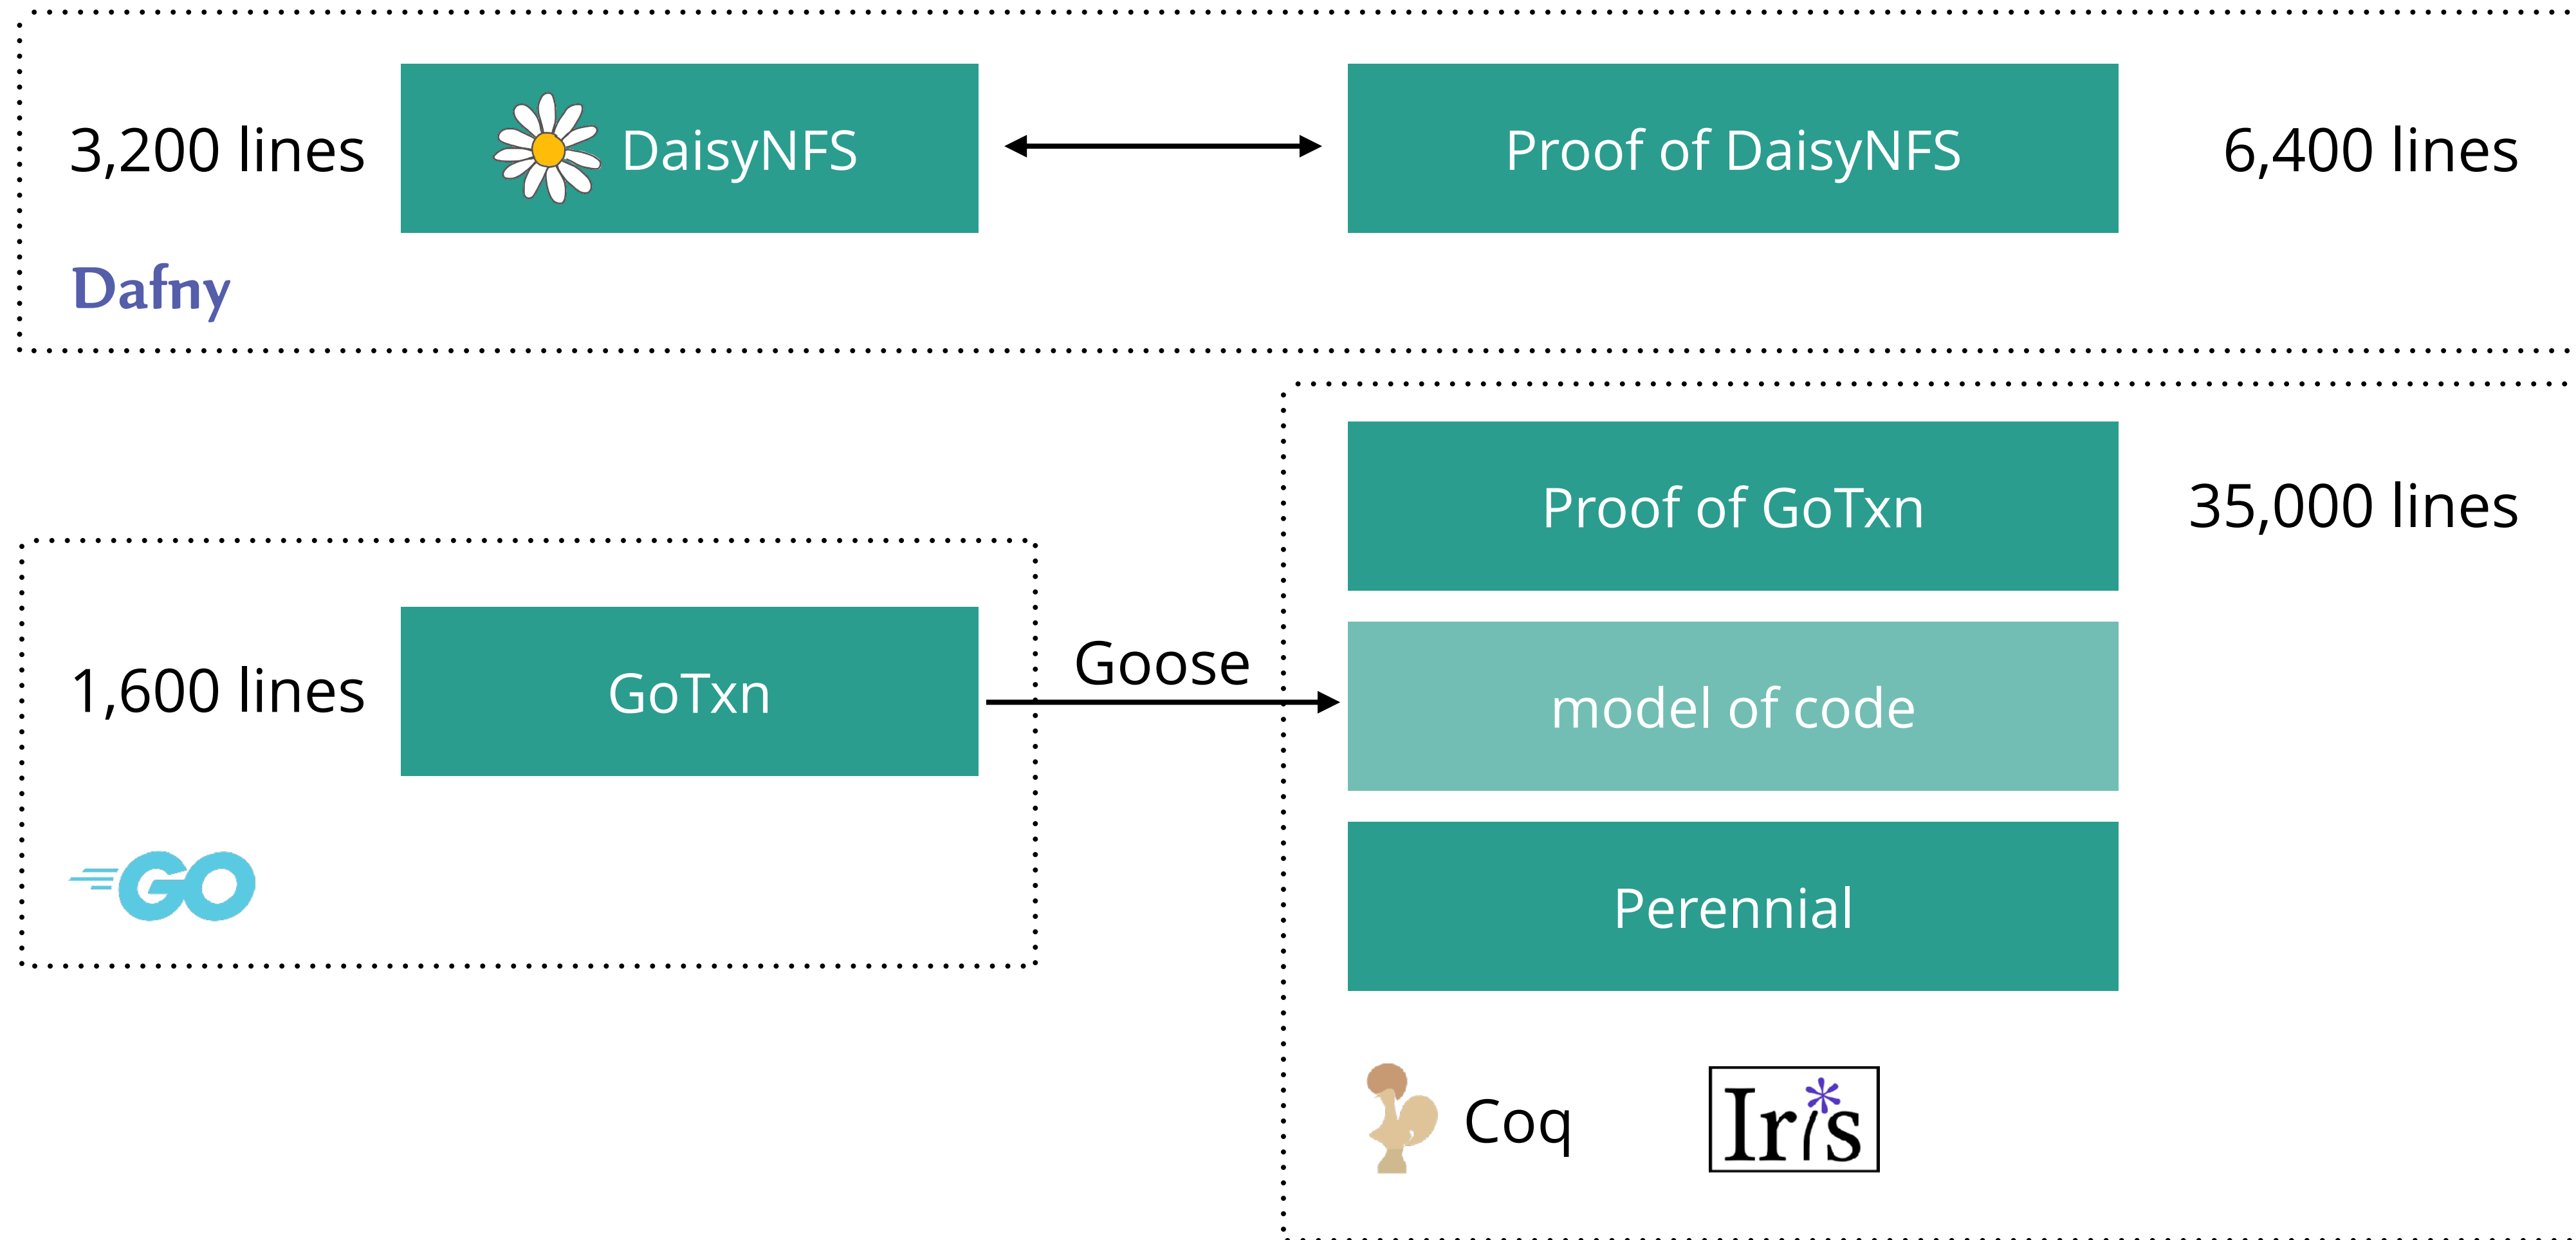 3,200 lines
DaisyNFS
Proof of DaisyNFS
6,400 lines
Dafny
Proof of GoTxn
35,000 lines
1,600 lines
GoTxn
Goose
model of code
GO
Perennial
Coq
Iris